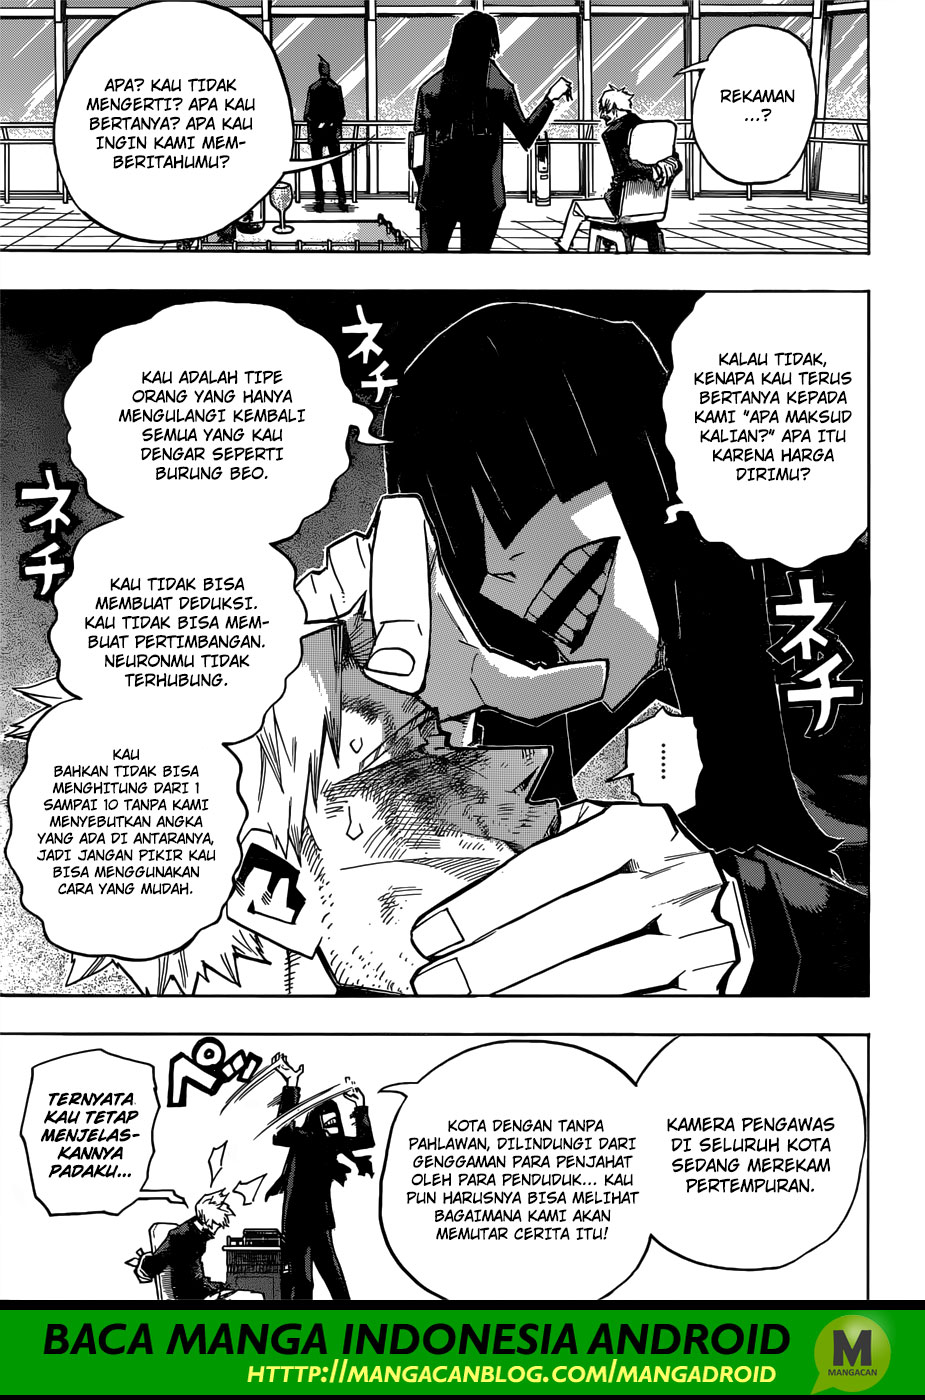 REKAMAN
...?
APA? KAU TIDAK
MENGERTI? APA KAU
BERTANYA? APA KAU
INGIN KAMI MEM-
BERITAHUMU?
KALAU TIDAK,
KENAPA KAU TERUS
BERTANYA KEPADA
KAMI "APA MAKSUD
KALIAN?" APA ITU
KARENA HARGA
DIRIMU?
ネチ
KAU ADALAH TIPE
ORANG YANG HANYA
MENGULANGI KEMBALI
SEMUA YANG KAU
DENGAR SEPERTI
BURUNG BEO.
ネチ
ネチ
KAU TIDAK BISA
MEMBUAT DEDUKSI.
KAU TIDAK BISA MEM-
BUAT PERTIMBANGAN.
NEURONMU TIDAK
TERHUBUNG.
........
KAU
BAHKAN TIDAK BISA
MENGHITUNG DARI 1
SAMPAI 10 TANPA KAMI
MENYEBUTKAN ANGKA
YANG ADA DI ANTARANYA,
JADI JANGAN PIKIR KAU
BISA MENGGUNAKAN
CARA YANG MUDAH.
KAMERA PENGAWAS
DI SELURUH KOTA
SEDANG MEREKAM
PERTEMPURAN.
KOTA DENGAN TANPA
PAHLAWAN, DILINDUNGI DARI
GENGGAMAN PARA PENJAHAT
OLEH PARA PENDUDUK... KAU
PUN HARUSNYA BISA MELIHAT
BAGAIMANA KAMI AKAN
MEMUTAR CERITA ITU!
ペッ
TERNYATA
KAU TETAP
MENJELAS-
KANNYA
PADAKU...
BACA MANGA INDONESIA ANDROID
HTTTP://MANGACANBLOG.COM/MANGADROID
M
MANGACAN